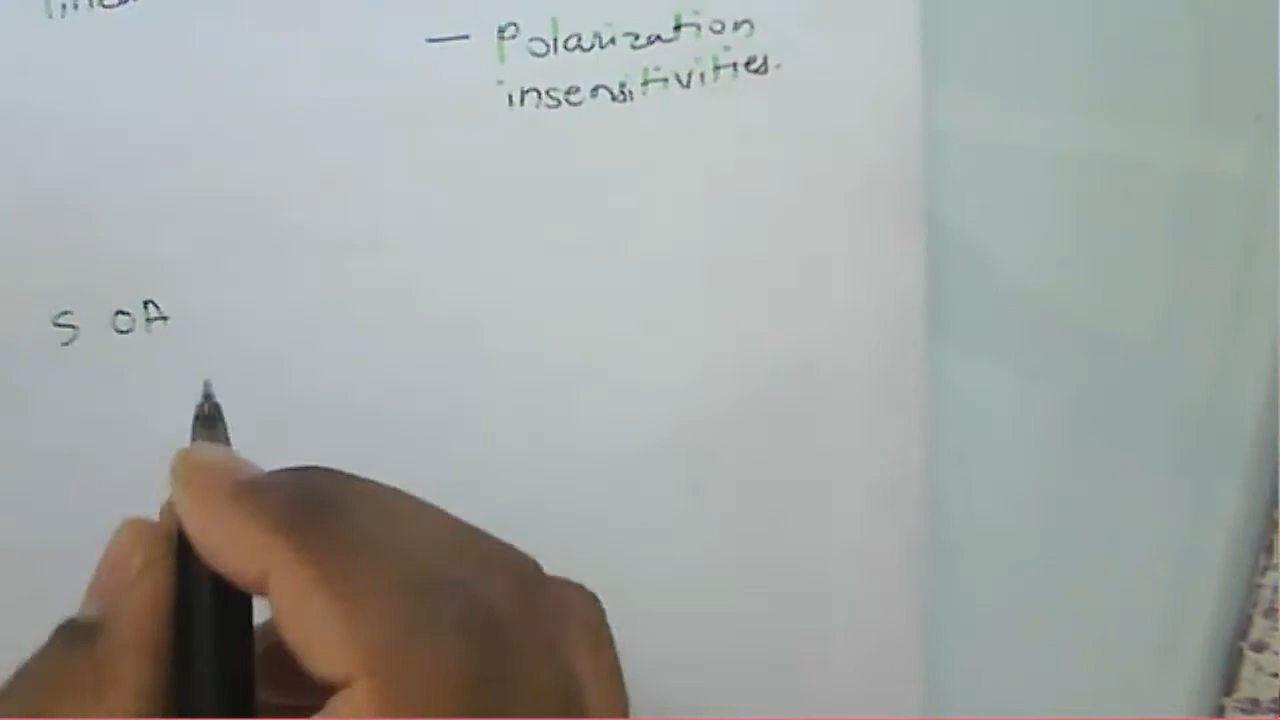 — Polarization
insensitivities.
S OA